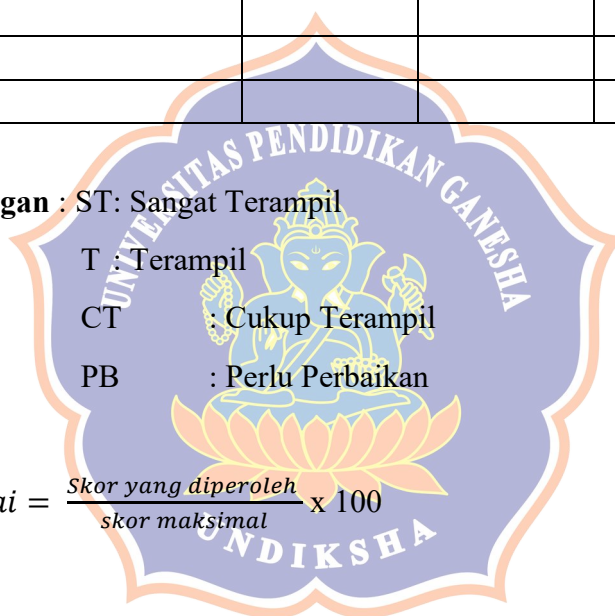 UNIVERSITAS PENDIDIKAN GANESHA
gan : ST: Sangat Terampil
T : Terampil
CT : Cukup Terampil
PB : Perlu Perbaikan
ai = Skor yang diperoleh / skor maksimal x 100
UNDIKSHA